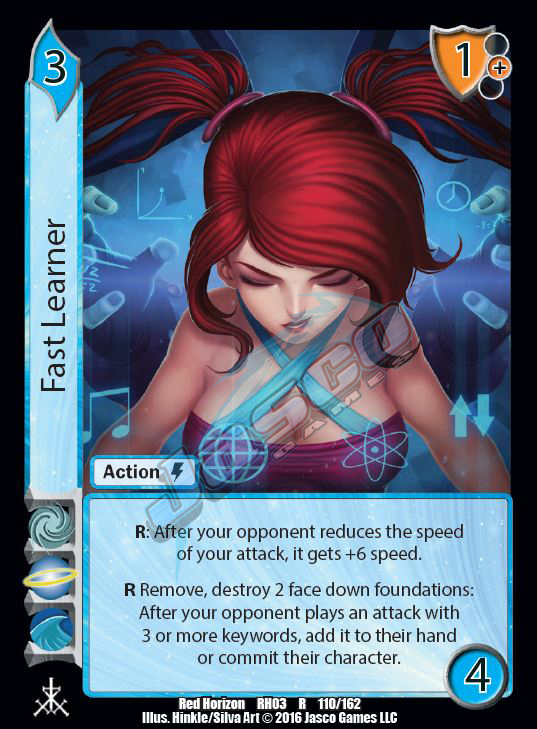 3
1
+
Fast Learner
JASCO
GAMES
Action
R: After your opponent reduces the speed
of your attack, it gets +6 speed.
R Remove, destroy 2 face down foundations:
After your opponent plays an attack with
3 or more keywords, add it to their hand
or commit their character.
4
Red Horizon RH03 R 110/162
Illus. Hinkle/Silva Art © 2016 Jasco Games LLC